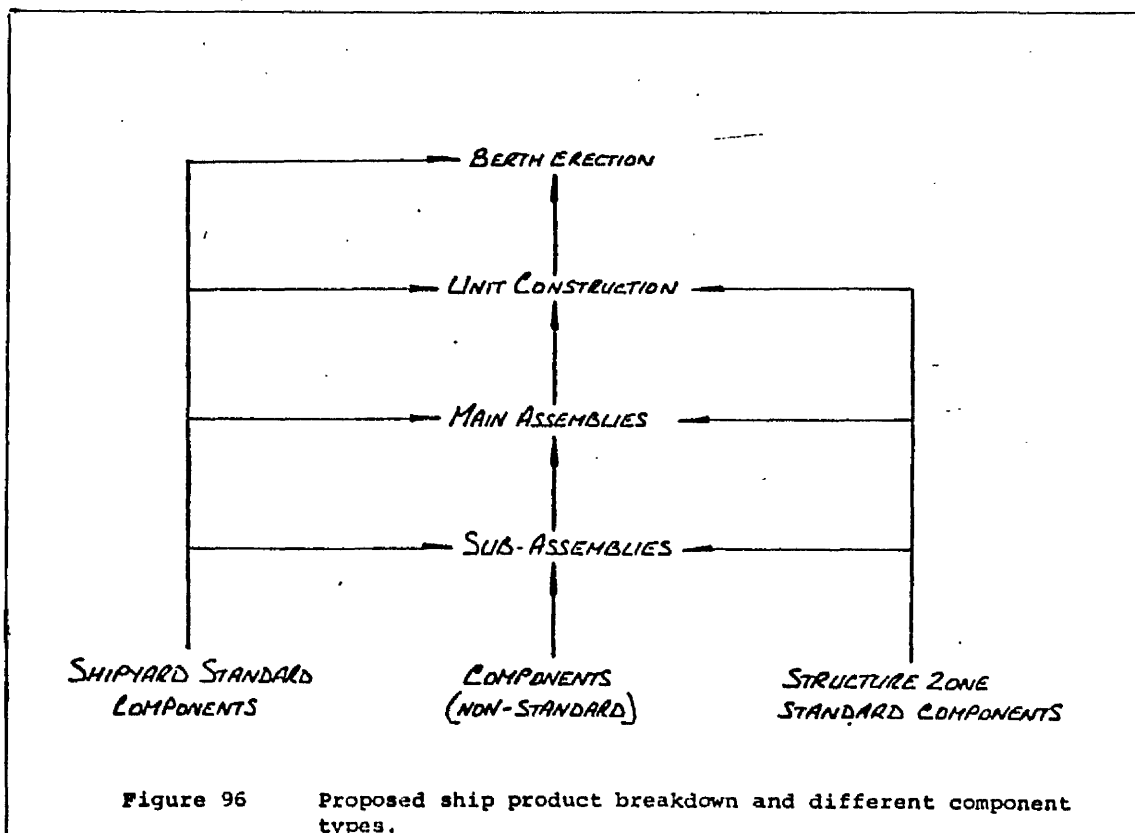 BERTH ERECTION
UNIT CONSTRUCTION
MAIN ASSEMBLIES
SUB-ASSEMBLIES
SHIPYARD STANDARD
COMPONENTS
COMPONENTS
(NON-STANDARD)
STRUCTURE ZONE
STANDARD COMPONENTS
Figure 96 Proposed ship product breakdown and different component
types.